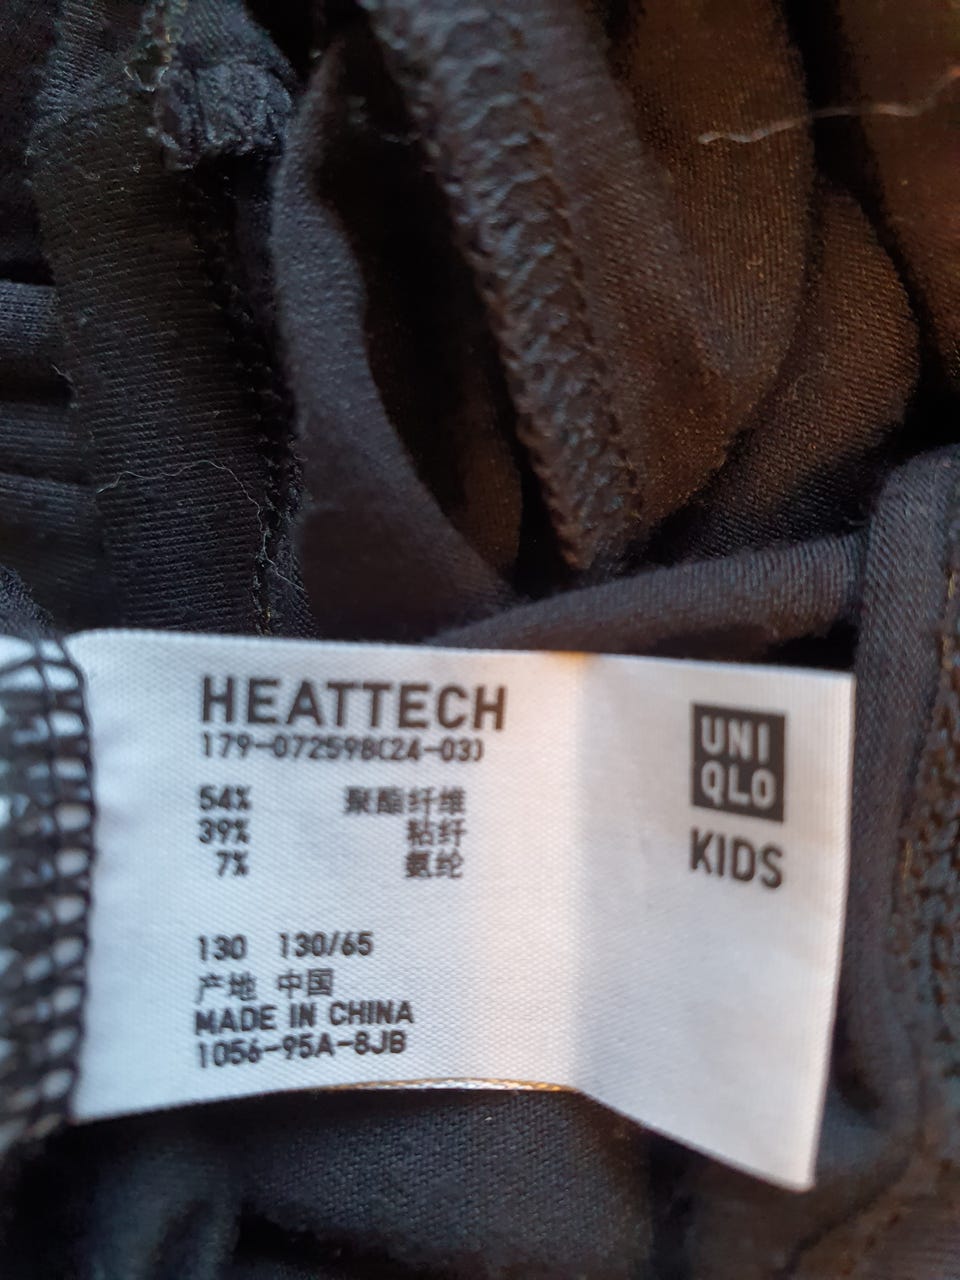 HEATTECH
179-072598(24-03)
54% 聚酯纤维
39% 粘纤
7% 氨纶
130 130/65
产地 中国
MADE IN CHINA
1056-95A-8JB
UNI
QLO
KIDS